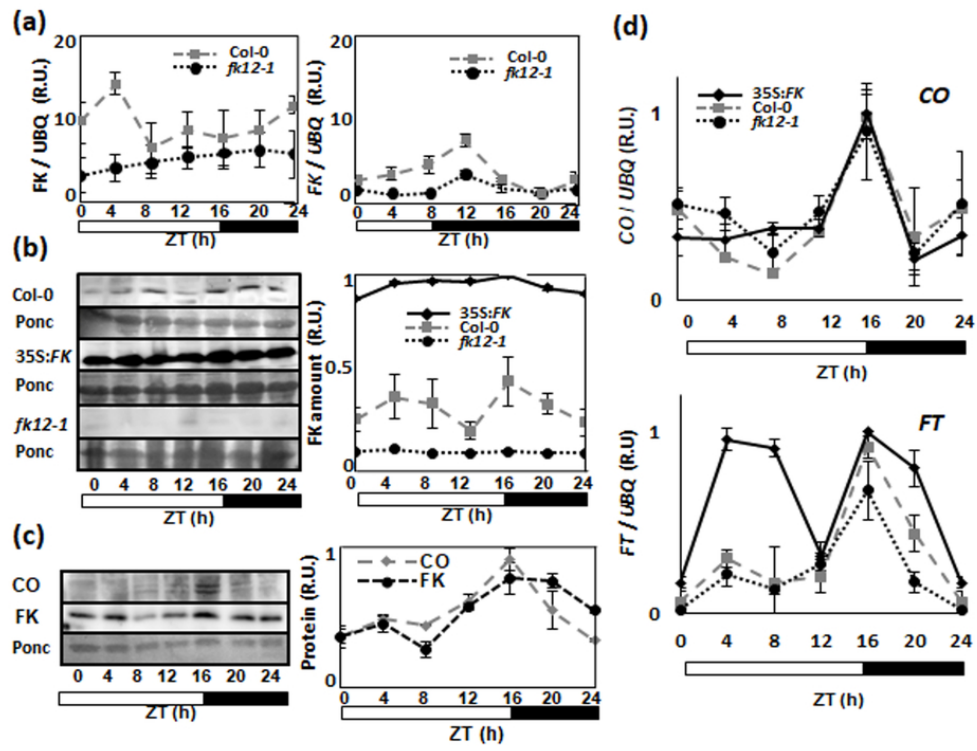 (a)
20
10
0
FK / UBQ (R.U.)
Col-0
fk12-1
0 4 8 12 16 20 24
ZT (h)
20
10
0
FK / UBQ (R.U.)
Col-0
fk12-1
0 4 8 12 16 20 24
ZT (h)
(b)
Col-0
Ponc
35S:FK
Ponc
fk12-1
Ponc
0 4 8 12 16 20 24
ZT (h)
1
0.5
0
FK amount (R.U.)
35S:FK
Col-0
fk12-1
0 4 8 12 16 20 24
ZT (h)
(c)
CO
FK
Ponc
0 4 8 12 16 20 24
ZT (h)
1
0
Protein (R.U.)
CO
FK
0 4 8 12 16 20 24
ZT (h)
(d)
CO
1
0
CO / UBQ (R.U.)
35S:FK
Col-0
fk12-1
0 4 8 12 16 20 24
ZT (h)
FT
1
0
FT / UBQ (R.U)
0 4 8 12 16 20 24
ZT (h)